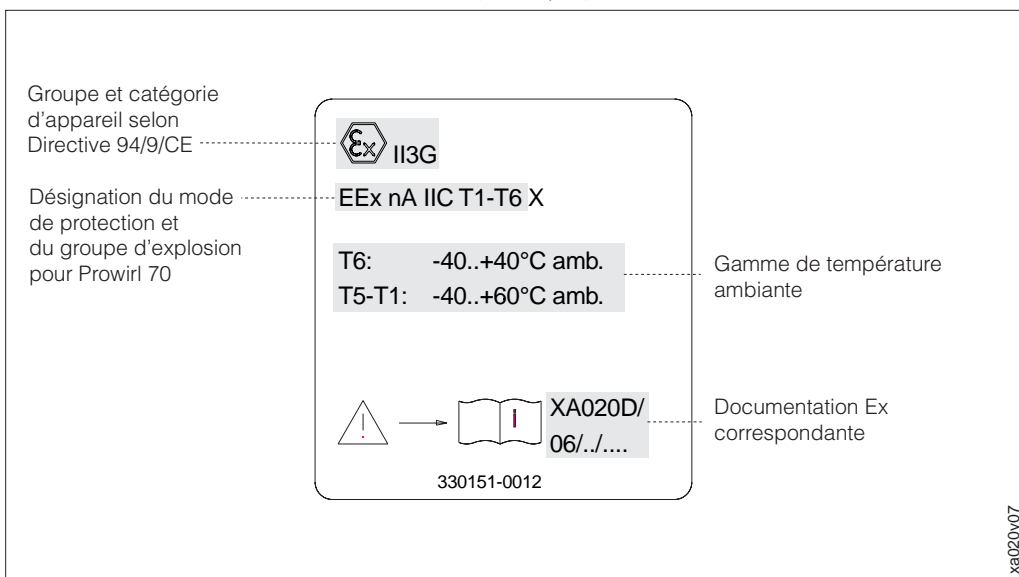 Groupe et catégorie
d'appareil selon
Directive 94/9/CE
Désignation du mode
de protection et
du groupe d'explosion
pour Prowirl 70
εx II3G
EEx nA IIC T1-T6 X
T6: -40..+40°C amb.
T5-T1: -40..+60°C amb.
i XA020D/
06/../....
330151-0012
Gamme de température
ambiante
Documentation Ex
correspondante
xa020v07